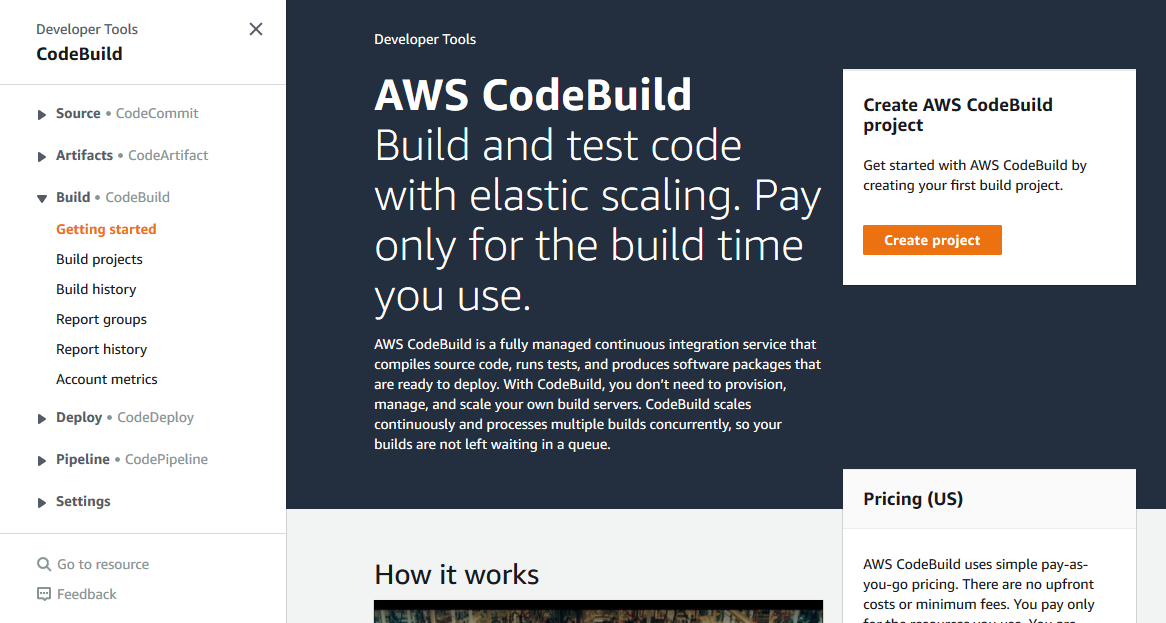 Developer Tools
CodeBuild
Source • CodeCommit
Artifacts • CodeArtifact
Build • CodeBuild
Getting started
Build projects
Build history
Report groups
Report history
Account metrics
Deploy • CodeDeploy
Pipeline • CodePipeline
Settings
Go to resource
Feedback
Developer Tools
AWS CodeBuild
Build and test code
with elastic scaling. Pay
only for the build time
you use.
AWS CodeBuild is a fully managed continuous integration service that
compiles source code, runs tests, and produces software packages that
are ready to deploy. With CodeBuild, you don’t need to provision,
manage, and scale your own build servers. CodeBuild scales
continuously and processes multiple builds concurrently, so your
builds are not left waiting in a queue.
How it works
Create AWS CodeBuild
project
Get started with AWS CodeBuild by
creating your first build project.
Create project
Pricing (US)
AWS CodeBuild uses simple pay-as-
you-go pricing. There are no upfront
costs or minimum fees. You pay only
for the resources you use. You are